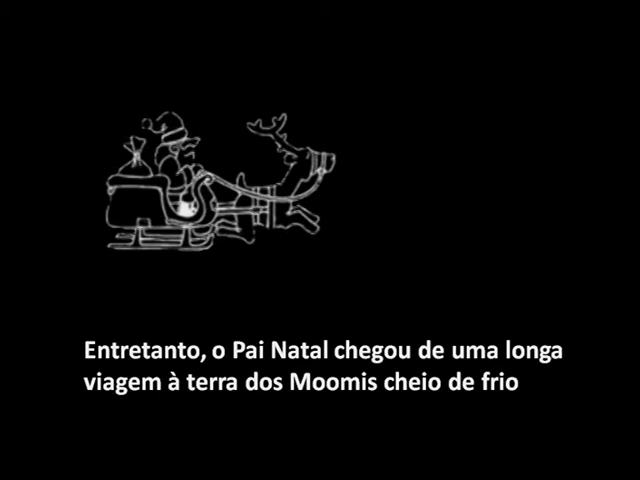 Entretanto, o Pai Natal chegou de uma longa
viagem à terra dos Moomis cheio de frio